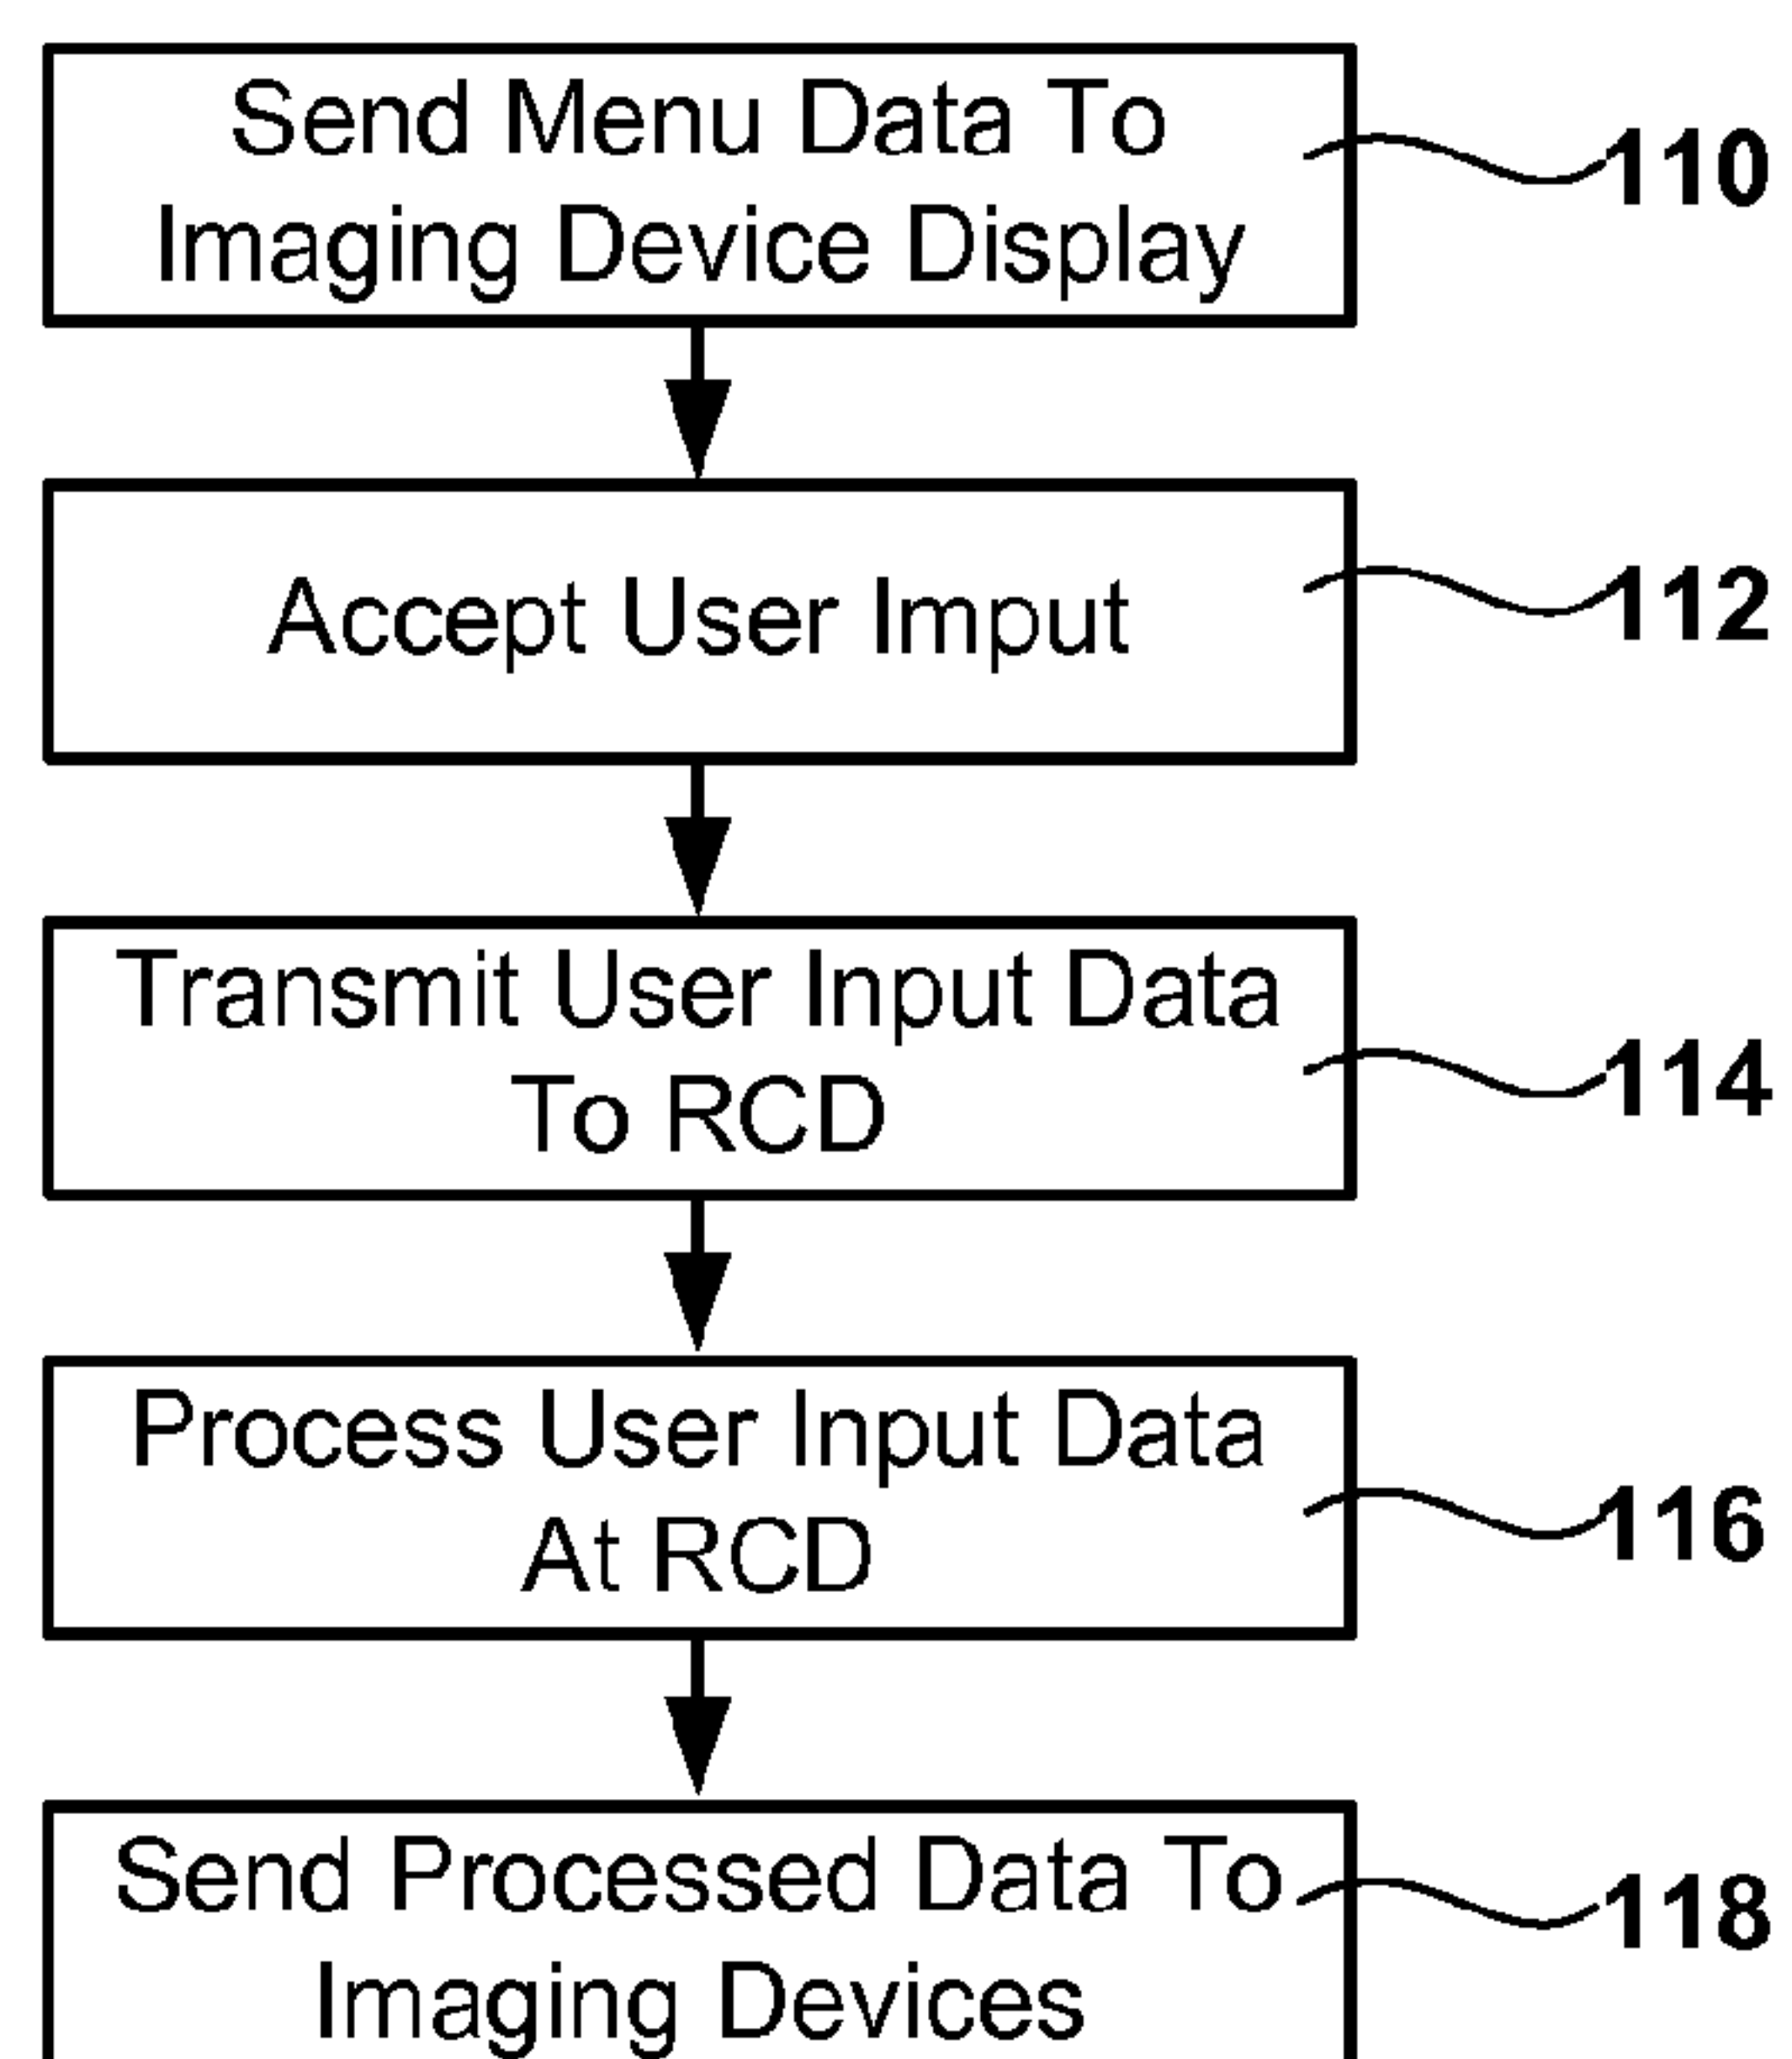 Send Menu Data To
Imaging Device Display
110
Accept User Imput
112
Transmit User Input Data
To RCD
114
Process User Input Data
At RCD
116
Send Processed Data To
Imaging Devices
118